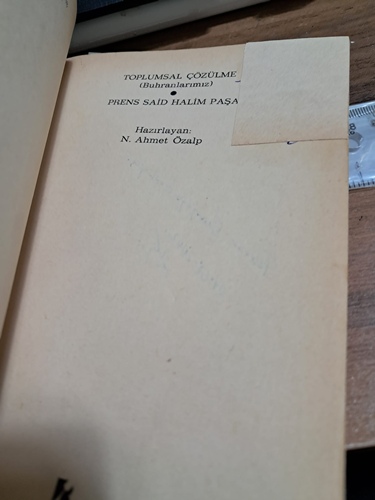 TOPLUMSAL ÇÖZÜLME
(Buhranlarımız)
●
PRENS SAİD HALİM PAŞA
Hazırlayan:
N. Ahmet Özalp